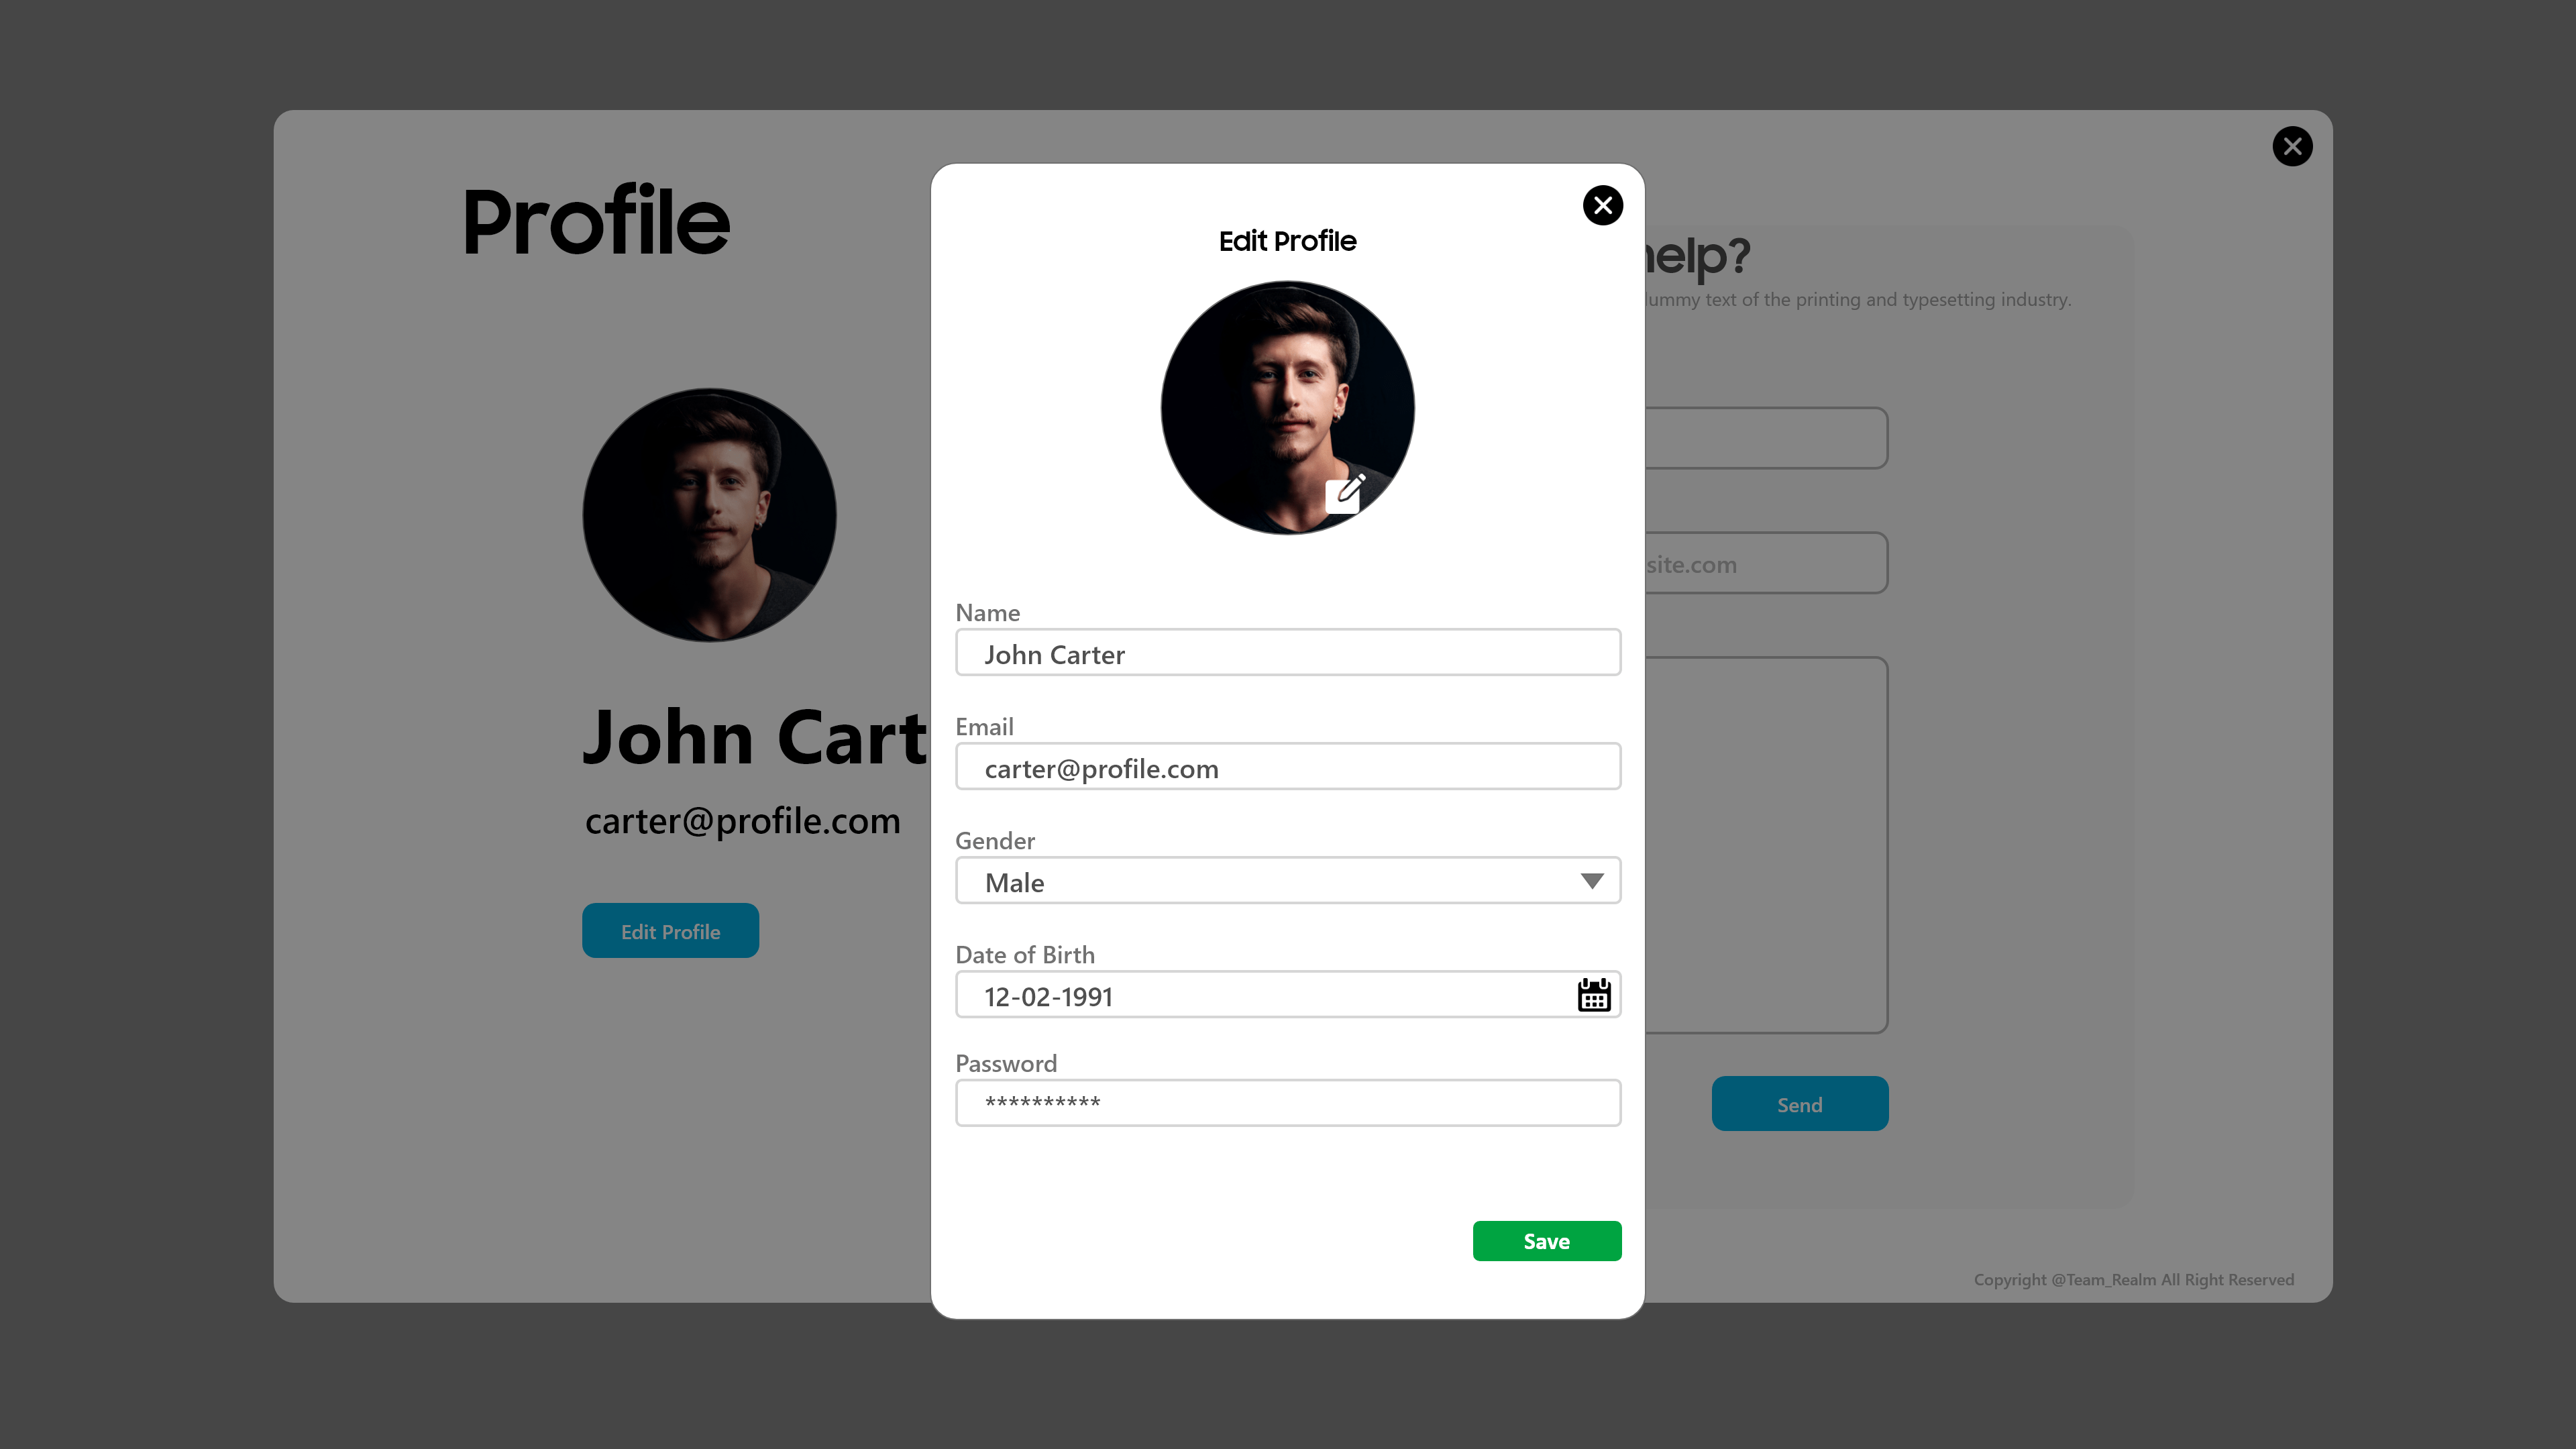 Profile
John Cart
carter@profile.com
Edit Profile
Edit Profile
Name
John Carter
Email
carter@profile.com
Gender
Male
Date of Birth
12-02-1991
Password
**********
Save
help?
dummy text of the printing and typesetting industry.
site.com
Send
Copyright @Team_Realm All Right Reserved